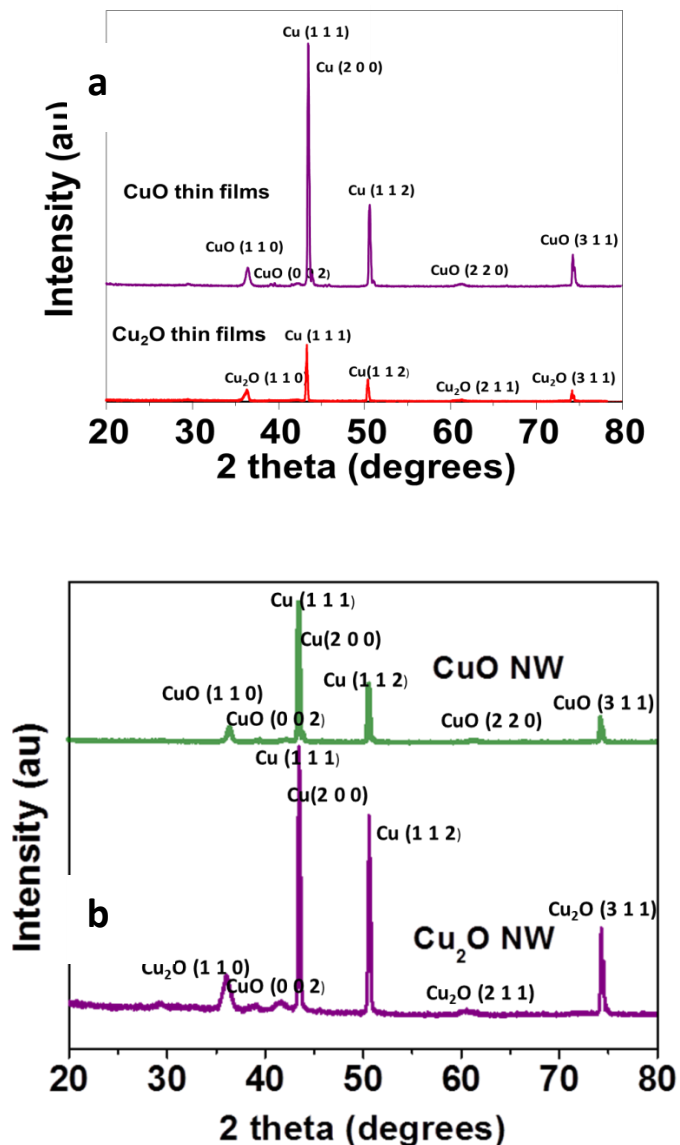 Cu (1 1 1)
Cu (2 0 0)
a
Intensity (au)
CuO thin films
Cu (1 1 2)
CuO (1 1 0)
CuO (0 0 2)
CuO (2 2 0)
CuO (3 1 1)
Cu₂O thin films
Cu (1 1 1)
Cu₂O (1 1 0)
Cu(1 1 2)
Cu₂O (2 1 1)
Cu₂O (3 1 1)
20 30 40 50 60 70 80
2 theta (degrees)
Cu (1 1 1)
Cu(2 0 0)
CuO NW
Cu (1 1 2)
CuO (1 1 0)
CuO (0 0 2)
CuO (2 2 0)
CuO (3 1 1)
Intensity (au)
Cu (1 1 1)
Cu(2 0 0)
Cu (1 1 2)
b
Cu₂O NW
Cu₂O (3 1 1)
Cu₂O (1 1 0)
CuO (0 0 2)
Cu₂O (2 1 1)
20 30 40 50 60 70 80
2 theta (degrees)